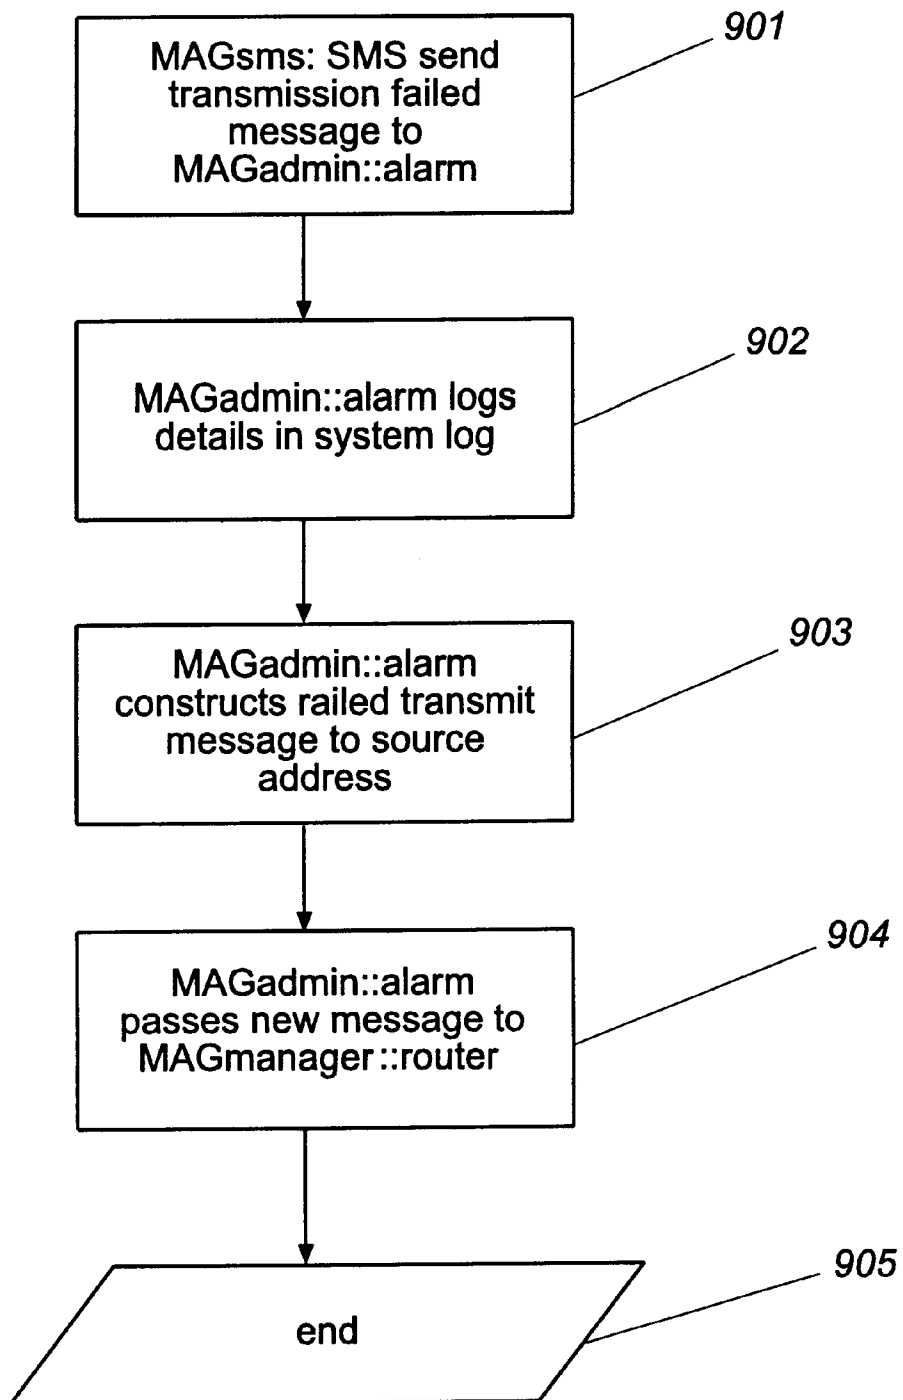 901
MAGsms: SMS send
transmission failed
message to
MAGadmin::alarm
902
MAGadmin::alarm logs
details in system log
903
MAGadmin::alarm
constructs railed transmit
message to source
address
904
MAGadmin::alarm
passes new message to
MAGmanager::router
905
end